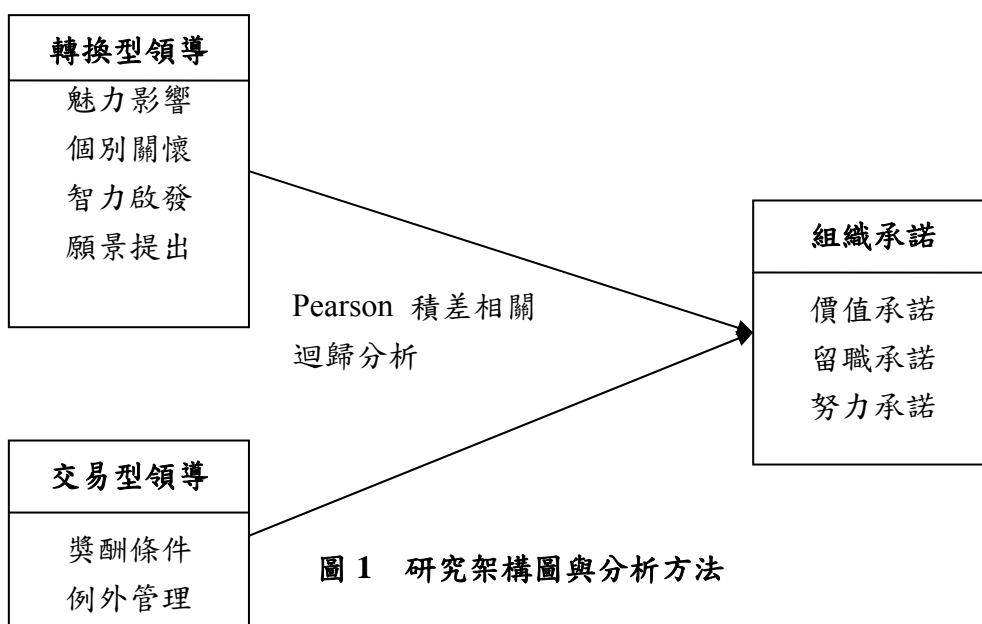 轉換型領導
魅力影響
個別關懷
智力啟發
願景提出
Pearson 積差相關
迴歸分析
組織承諾
價值承諾
留職承諾
努力承諾
交易型領導
獎酬條件
例外管理
圖 1 研究架構圖與分析方法